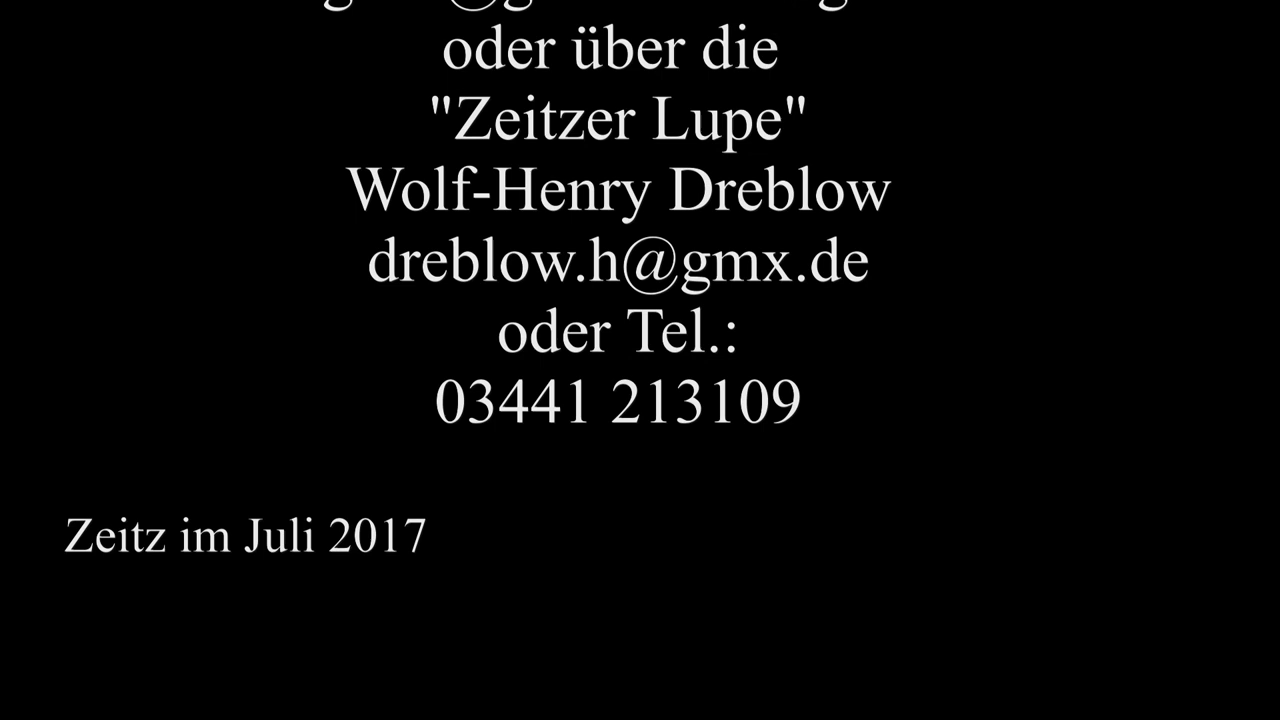 oder über die
"Zeitzer Lupe"
Wolf-Henry Dreblow
dreblow.h@gmx.de
oder Tel.:
03441 213109
Zeitz im Juli 2017